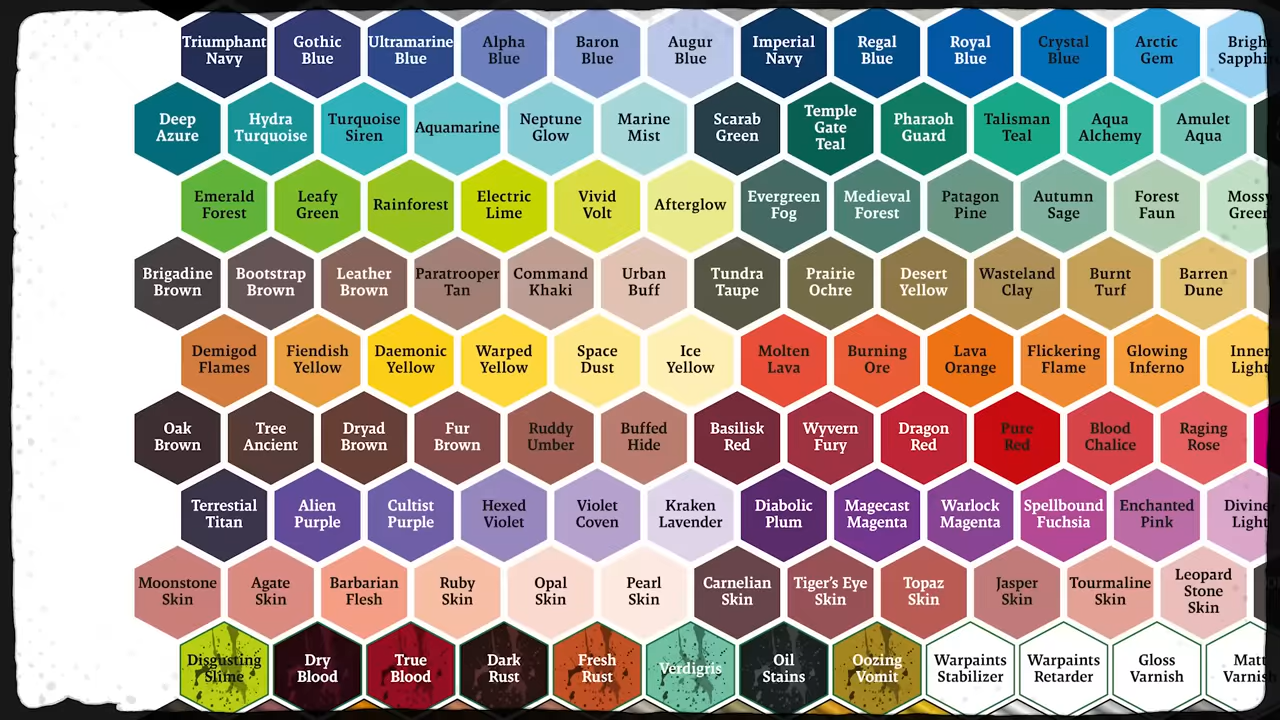 Triumphant Navy
Gothic Blue
Ultramarine Blue
Alpha Blue
Baron Blue
Augur Blue
Imperial Navy
Regal Blue
Royal Blue
Crystal Blue
Arctic Gem
Brigh Sapphi
Deep Azure
Hydra Turquoise
Turquoise Siren
Aquamarine
Neptune Glow
Marine Mist
Scarab Green
Temple Gate Teal
Pharaoh Guard
Talisman Teal
Aqua Alchemy
Amulet Aqua
Emerald Forest
Leafy Green
Rainforest
Electric Lime
Vivid Volt
Afterglow
Evergreen Fog
Medieval Forest
Patagon Pine
Autumn Sage
Forest Faun
Mossy Green
Brigadine Brown
Bootstrap Brown
Leather Brown
Paratrooper Tan
Command Khaki
Urban Buff
Tundra Taupe
Prairie Ochre
Desert Yellow
Wasteland Clay
Burnt Turf
Barren Dune
Demigod Flames
Fiendish Yellow
Daemonic Yellow
Warped Yellow
Space Dust
Ice Yellow
Molten Lava
Burning Ore
Lava Orange
Flickering Flame
Glowing Inferno
Inner Light
Oak Brown
Tree Ancient
Dryad Brown
Fur Brown
Ruddy Umber
Buffed Hide
Basilisk Red
Wyvern Fury
Dragon Red
Pure Red
Blood Chalice
Raging Rose
Terrestial Titan
Alien Purple
Cultist Purple
Hexed Violet
Violet Coven
Kraken Lavender
Diabolic Plum
Magecast Magenta
Warlock Magenta
Spellbound Fuchsia
Enchanted Pink
Divine Light
Moonstone Skin
Agate Skin
Barbarian Flesh
Ruby Skin
Opal Skin
Pearl Skin
Carnelian Skin
Tiger's Eye Skin
Topaz Skin
Jasper Skin
Tourmaline Skin
Leopard Stone Skin
Disgusting Slime
Dry Blood
True Blood
Dark Rust
Fresh Rust
Verdigris
Oil Stains
Oozing Vomit
Warpaints Stabilizer
Warpaints Retarder
Gloss Varnish
Matt Varnish